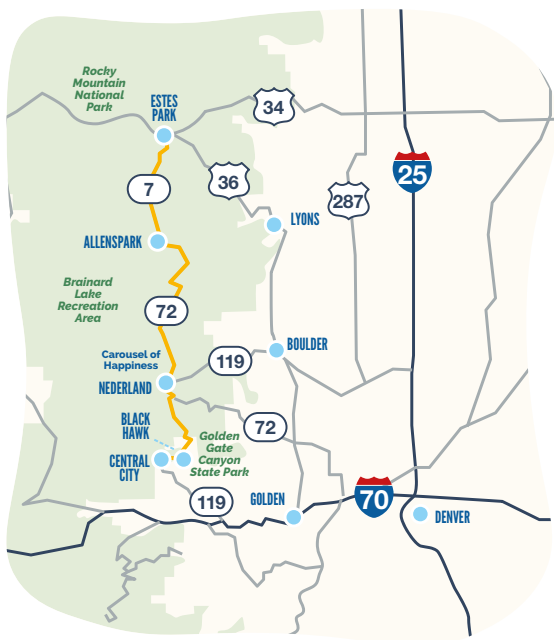 Rocky
Mountain
National
Park
ESTES
PARK
34
36
25
7
287
LYONS
ALLENSPARK
Brainard
Lake
Recreation
Area
72
BOULDER
Carousel of
Happiness
119
NEDERLAND
BLACK
HAWK
72
Golden
Gate
Canyon
State Park
CENTRAL
CITY
119
GOLDEN
70
DENVER